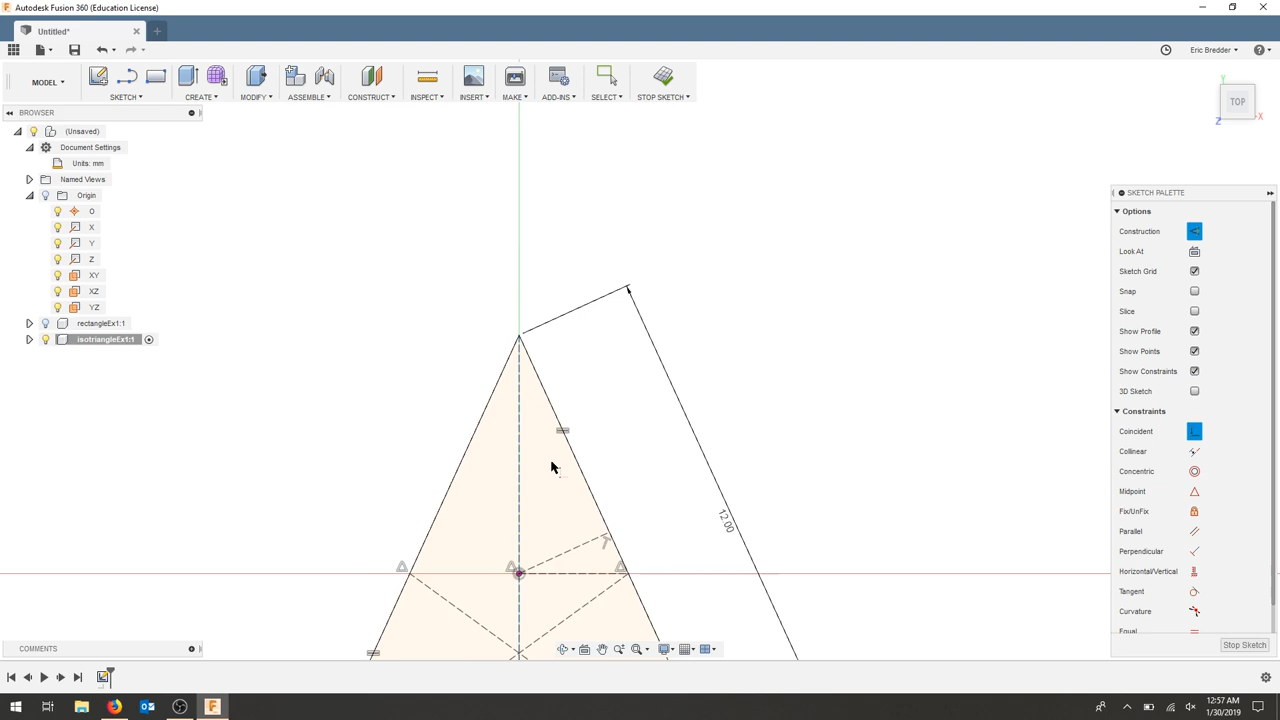 Autodesk Fusion 360 (Education License)
Untitled*
Eric Bredder
MODEL
SKETCH
CREATE
MODIFY
ASSEMBLE
CONSTRUCT
INSPECT
INSERT
MAKE
ADD-INS
SELECT
STOP SKETCH
BROWSER
(Unsaved)
Document Settings
Units: mm
Named Views
Origin
O
X
Y
Z
XY
XZ
YZ
rectangleEx1:1
isotriangleEx1:1
Y
TOP
X
Z
12.00
SKETCH PALETTE
Options
Construction
Look At
Sketch Grid
Snap
Slice
Show Profile
Show Points
Show Constraints
3D Sketch
Constraints
Coincident
Collinear
Concentric
Midpoint
Fix/UnFix
Parallel
Perpendicular
Horizontal/Vertical
Tangent
Curvature
Equal
Stop Sketch
COMMENTS
12:57 AM
1/30/2019